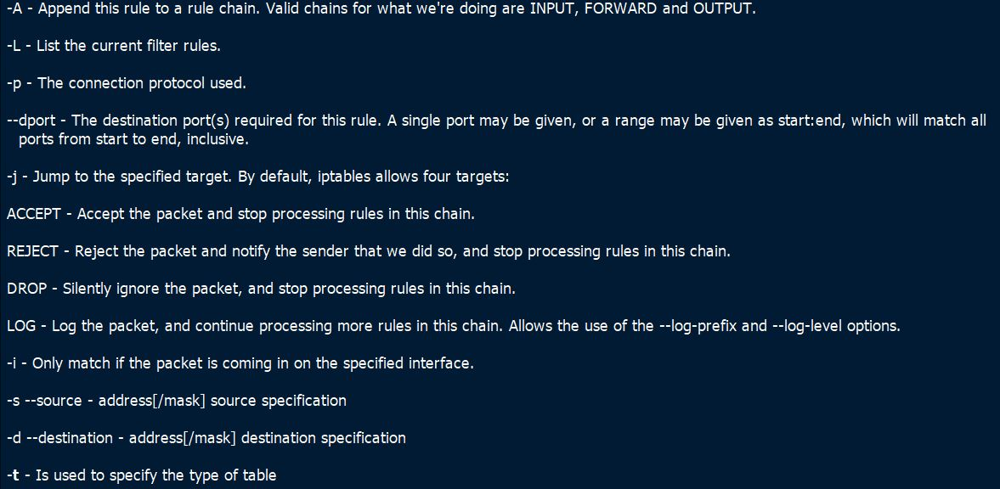 -A - Append this rule to a rule chain. Valid chains for what we're doing are INPUT, FORWARD and OUTPUT.
-L - List the current filter rules.
-p - The connection protocol used.
--dport - The destination port(s) required for this rule. A single port may be given, or a range may be given as start:end, which will match all
ports from start to end, inclusive.
-j - Jump to the specified target. By default, iptables allows four targets:
ACCEPT - Accept the packet and stop processing rules in this chain.
REJECT - Reject the packet and notify the sender that we did so, and stop processing rules in this chain.
DROP - Silently ignore the packet, and stop processing rules in this chain.
LOG - Log the packet, and continue processing more rules in this chain. Allows the use of the --log-prefix and --log-level options.
-i - Only match if the packet is coming in on the specified interface.
-s --source - address[/mask] source specification
-d --destination - address[/mask] destination specification
-t - Is used to specify the type of table